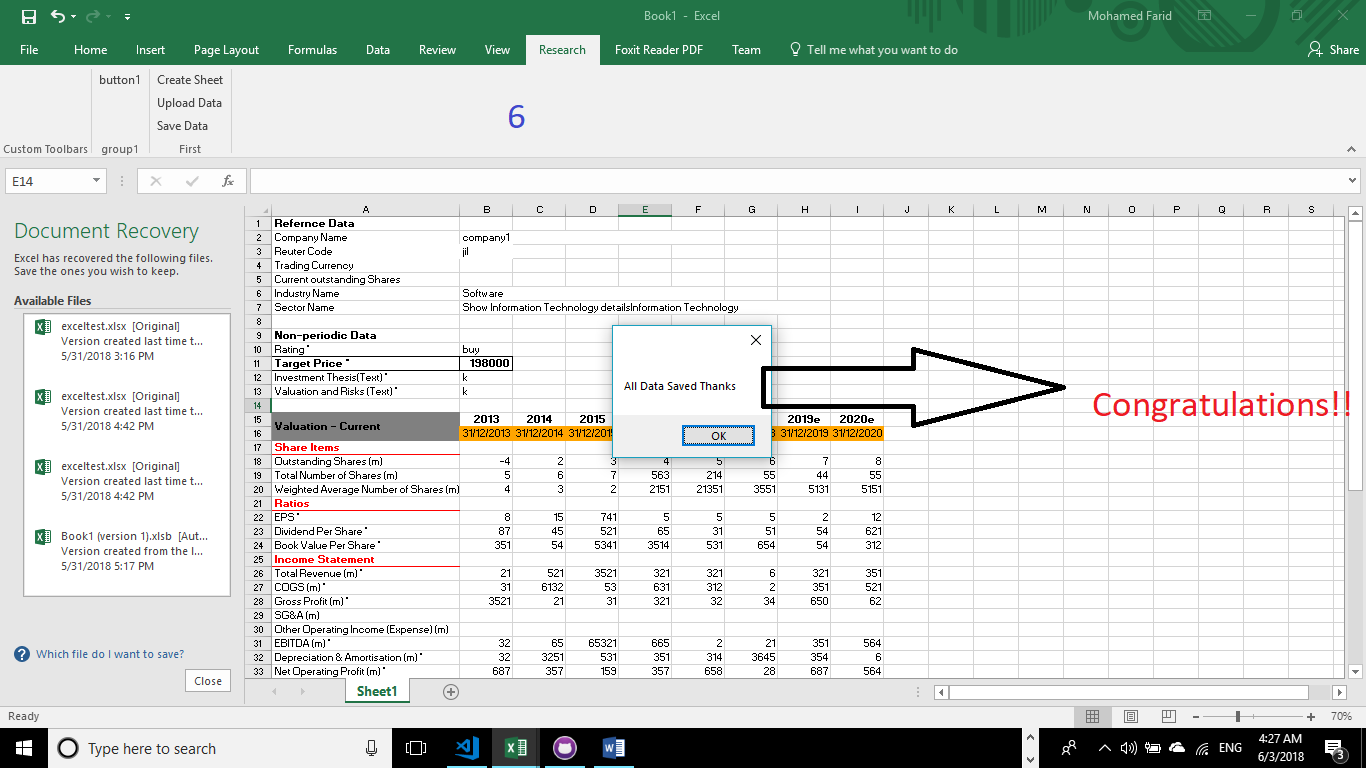 Book1 - Excel
Mohamed Farid
File Home Insert Page Layout Formulas Data Review View Research Foxit Reader PDF Team Tell me what you want to do Share
button1 Create Sheet
Upload Data
Save Data
6
Custom Toolbars group1 First
E14 fx
A B C D E F G H I J K L M N O P Q R S
Document Recovery
Excel has recovered the following files.
Save the ones you wish to keep.
Available Files
exceltest.xlsx [Original]
Version created last time t...
5/31/2018 3:16 PM
exceltest.xlsx [Original]
Version created last time t...
5/31/2018 4:42 PM
exceltest.xlsx [Original]
Version created last time t...
5/31/2018 4:42 PM
Book1 (version 1).xlsb [Aut...
Version created from the l...
5/31/2018 5:17 PM
Which file do I want to save?
Close
1 Refernce Data
2 Company Name company1
3 Reuter Code jil
4 Trading Currency
5 Current outstanding Shares
6 Industry Name Software
7 Sector Name Show Information Technology detailsInformation Technology
8
9 Non-periodic Data
10 Rating * buy
11 Target Price * 198000
12 Investment Thesis(Text) * k
13 Valuation and Risks (Text) * k
14
15 Valuation - Current 2013 2014 2015 2019e 2020e
16 31/12/2013 31/12/2014 31/12/201 8 31/12/2019 31/12/2020
17 Share Items
18 Outstanding Shares (m) -4 2 3 4 5 6 7 8
19 Total Number of Shares (m) 5 6 7 563 214 55 44 55
20 Weighted Average Number of Shares (m) 4 3 2 2151 21351 3551 5131 5151
21 Ratios
22 EPS * 8 15 741 5 5 5 2 12
23 Dividend Per Share * 87 45 521 65 31 51 54 621
24 Book Value Per Share * 351 54 5341 3514 531 654 54 312
25 Income Statement
26 Total Revenue (m) * 21 521 3521 321 321 6 321 351
27 COGS (m) * 31 6132 53 631 312 2 351 521
28 Gross Profit (m) * 3521 21 31 321 32 34 650 62
29 SG&A (m)
30 Other Operating Income (Expense) (m)
31 EBITDA (m) * 32 65 65321 665 2 21 351 564
32 Depreciation & Amortisation (m) * 32 3251 531 351 314 3645 354 6
33 Net Operating Profit (m) * 687 357 159 357 658 28 687 564
All Data Saved Thanks
OK
Congratulations!!
Sheet1
Ready 70%
Type here to search
ENG
4:27 AM
6/3/2018
3